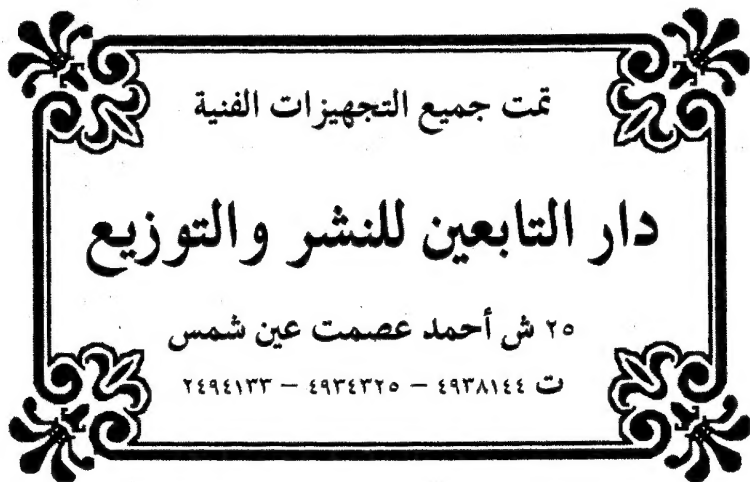 تمت جميع التجهيزات الفنية
دار التابعين للنشر والتوزيع
٢٥ ش أحمد عصمت عين شمس
ت ٤٩٣٨١٤٤ – ٤٩٣٤٣٢٥ – ٢٤٩٤١٣٣